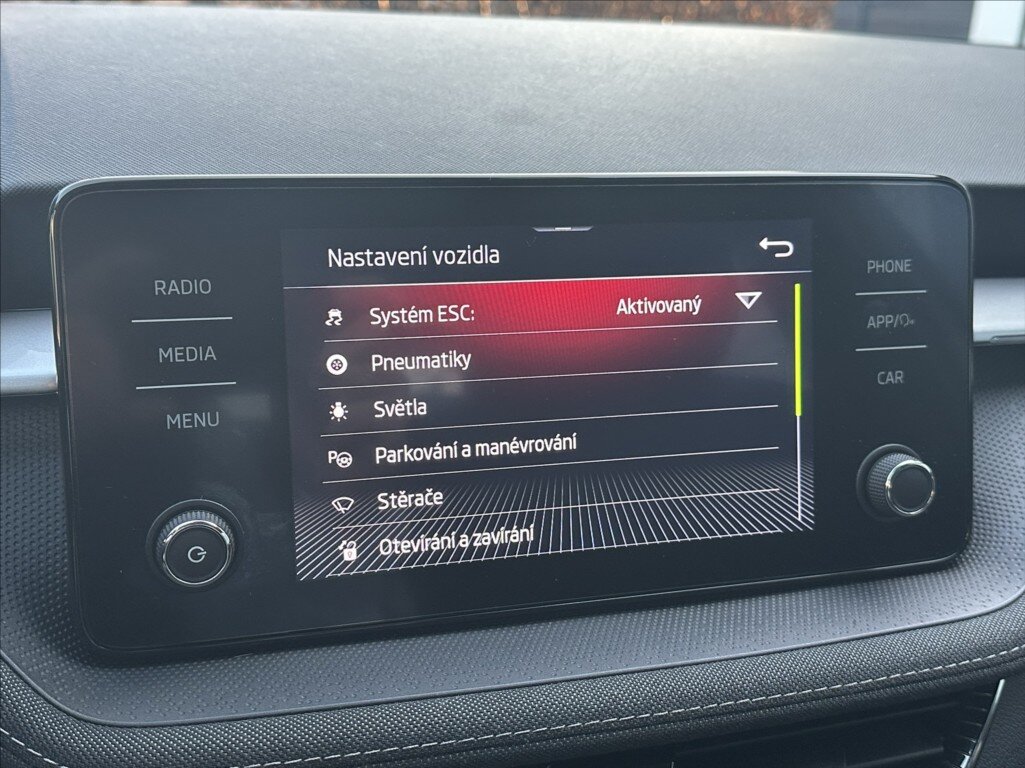 Nastavení vozidla
RADIO
MEDIA
MENU
Systém ESC: Aktivovaný
Pneumatiky
Světla
Parkování a manévrování
Stěrače
Otevírání a zavírání
PHONE
APP/
CAR